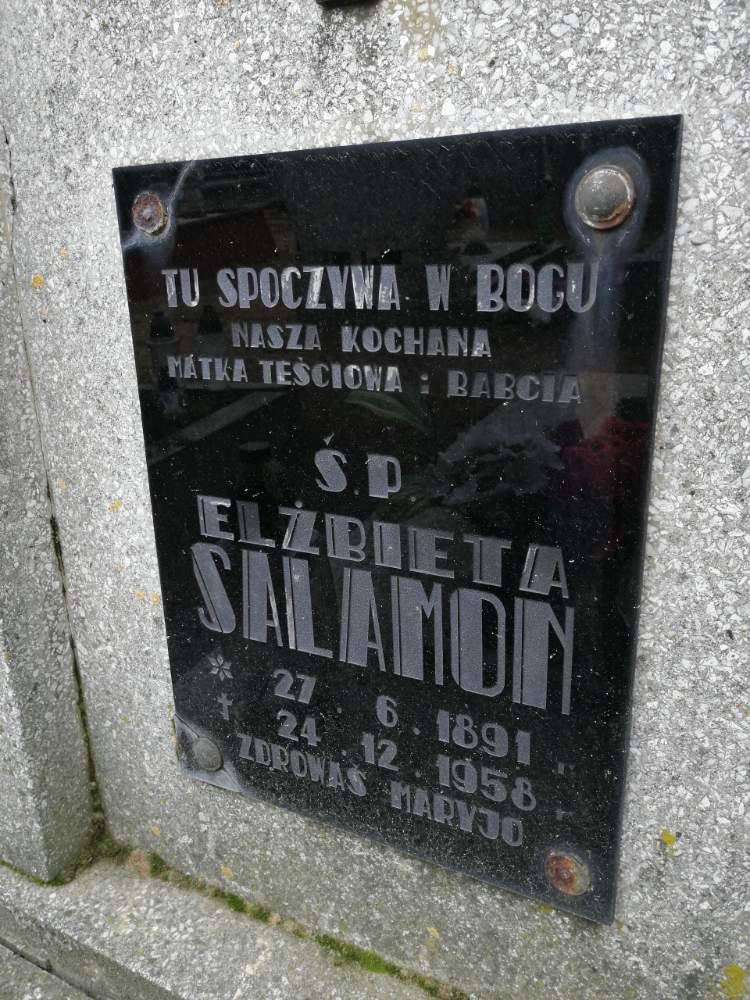 TU SPOCZYWA W BOGU
NASZA KOCHANA
MATKA TEŚCIOWA i BABCIA
Ś.P.
ELŻBIETA
SALAMON
* 27. 6. 1891 r.
† 24. 12. 1958 r.
ZDROWAŚ MARYJO